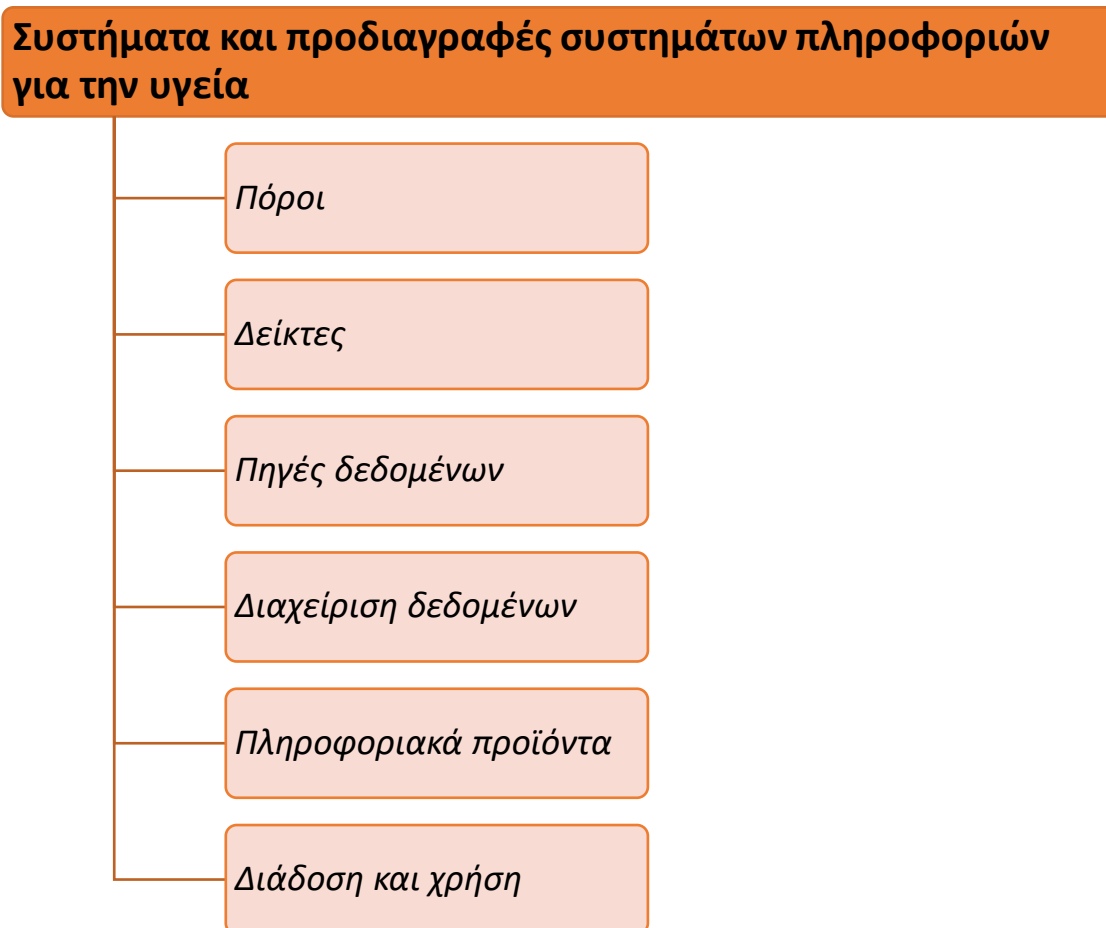 Συστήματα και προδιαγραφές συστημάτων πληροφοριών
για την υγεία
Πόροι
Δείκτες
Πηγές δεδομένων
Διαχείριση δεδομένων
Πληροφοριακά προϊόντα
Διάδοση και χρήση